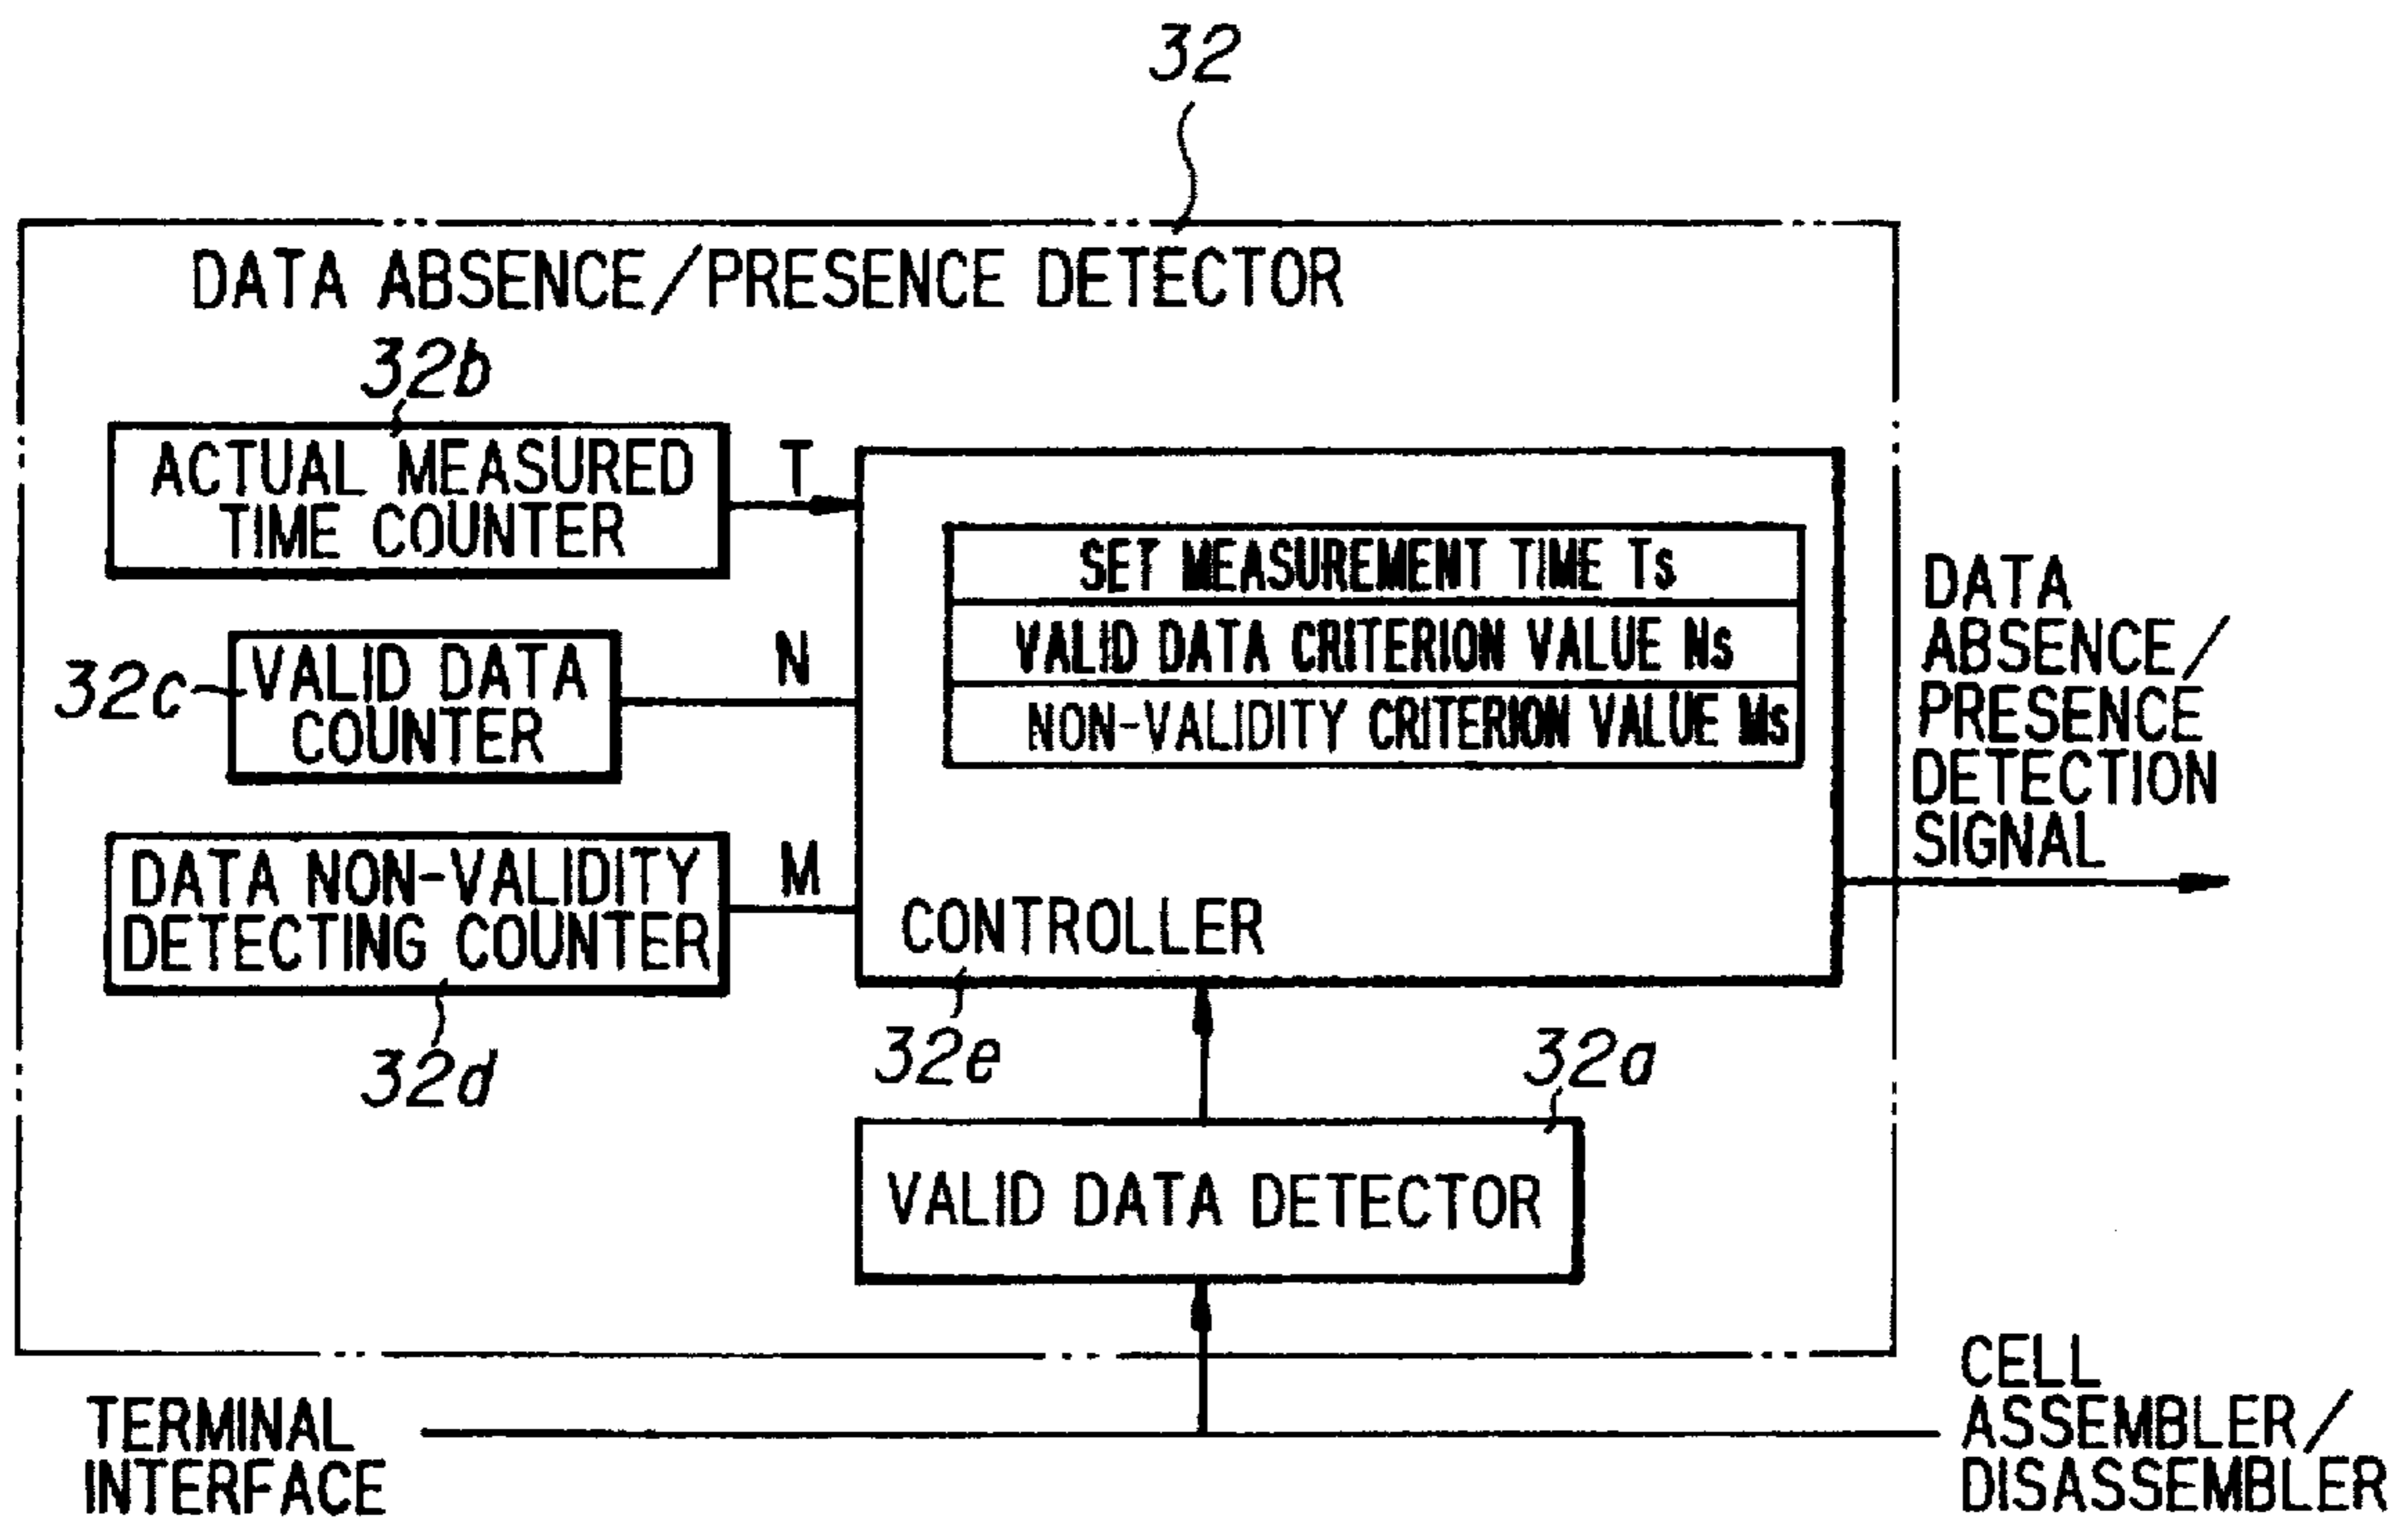 32
DATA ABSENCE/PRESENCE DETECTOR
32b
ACTUAL MEASURED
TIME COUNTER
T
32c
VALID DATA
COUNTER
N
DATA NON-VALIDITY
DETECTING COUNTER
M
32d
SET MEASUREMENT TIME Ts
VALID DATA CRITERION VALUE Ns
NON-VALIDITY CRITERION VALUE Ms
CONTROLLER
32e
DATA
ABSENCE/
PRESENCE
DETECTION
SIGNAL
32a
VALID DATA DETECTOR
TERMINAL
INTERFACE
CELL
ASSEMBLER/
DISASSEMBLER